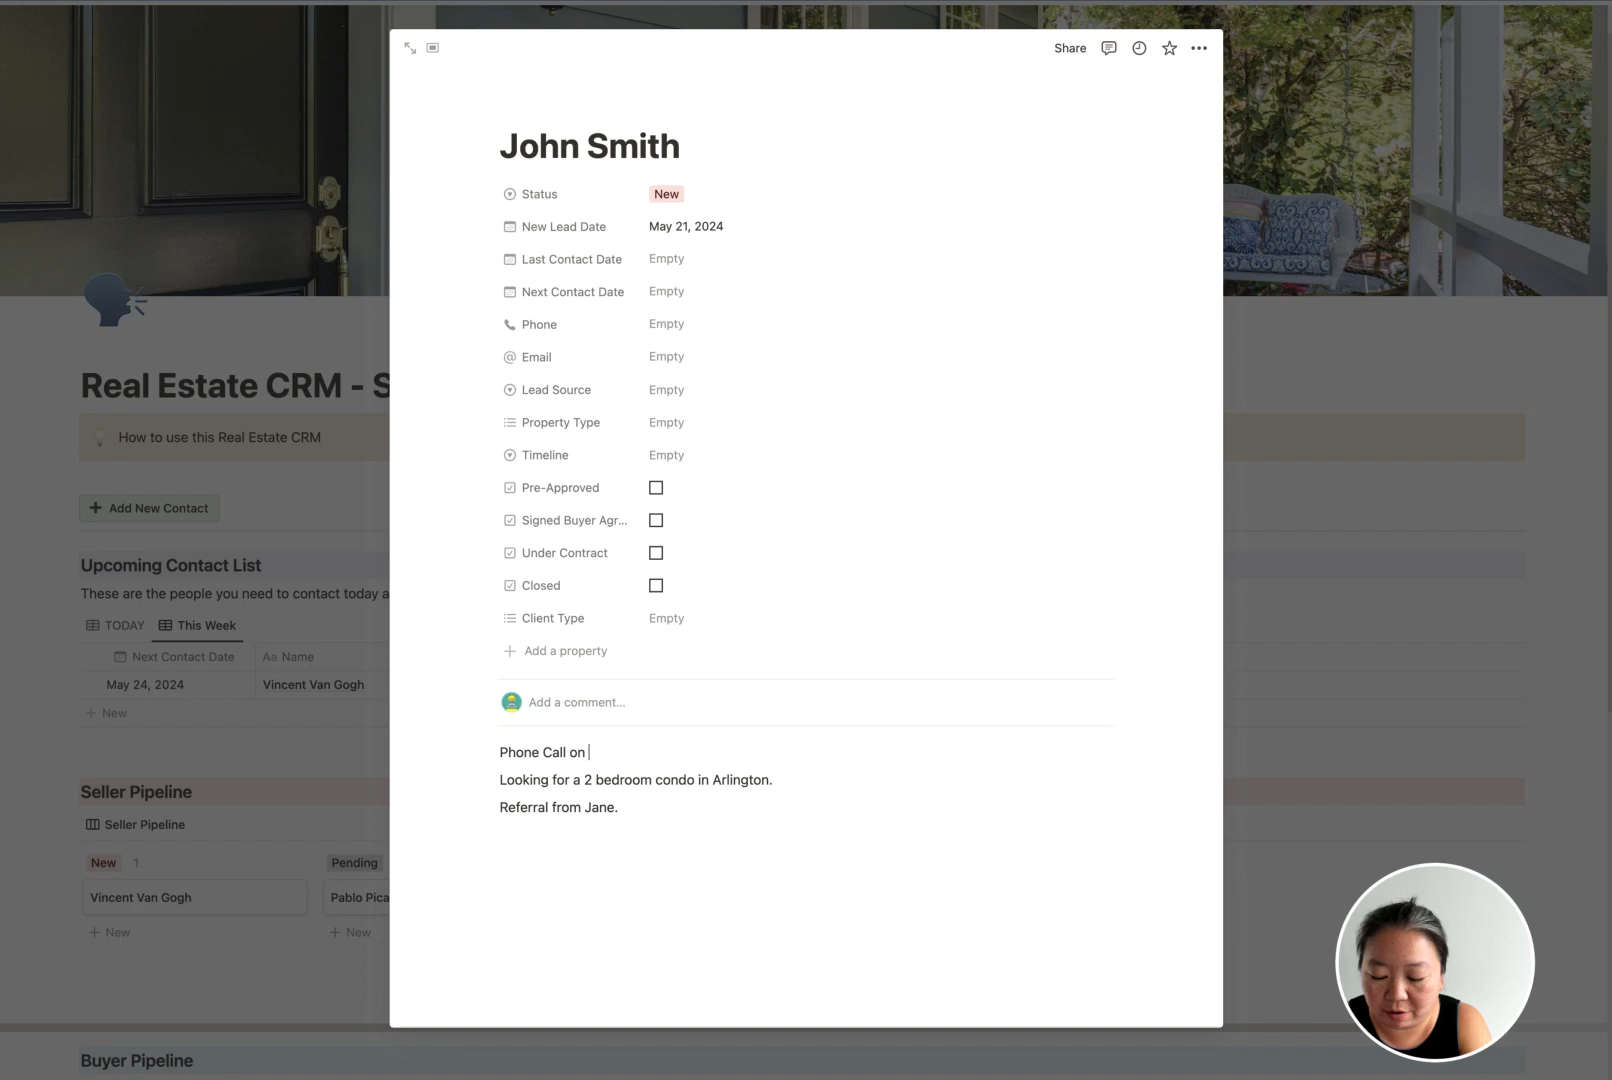 Share
John Smith
Status New
New Lead Date May 21, 2024
Last Contact Date Empty
Next Contact Date Empty
Phone Empty
Email Empty
Lead Source Empty
Property Type Empty
Timeline Empty
Pre-Approved
Signed Buyer Agr...
Under Contract
Closed
Client Type Empty
Add a property
Add a comment...
Phone Call on
Looking for a 2 bedroom condo in Arlington.
Referral from Jane.
Real Estate CRM - S
How to use this Real Estate CRM
Add New Contact
Upcoming Contact List
These are the people you need to contact today a
TODAY This Week
Next Contact Date Aa Name
May 24, 2024 Vincent Van Gogh
New
Seller Pipeline
Seller Pipeline
New 1 Pending
Vincent Van Gogh Pablo Pica
New New
Buyer Pipeline